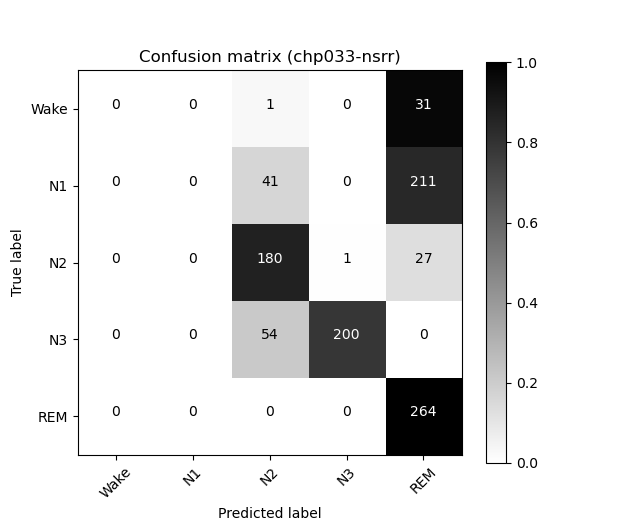 Confusion matrix (chp033-nsrr)
True label
Wake 0 0 1 0 31
N1 0 0 41 0 211
N2 0 0 180 1 27
N3 0 0 54 200 0
REM 0 0 0 0 264
Wake N1 N2 N3 REM
Predicted label
1.0
0.8
0.6
0.4
0.2
0.0